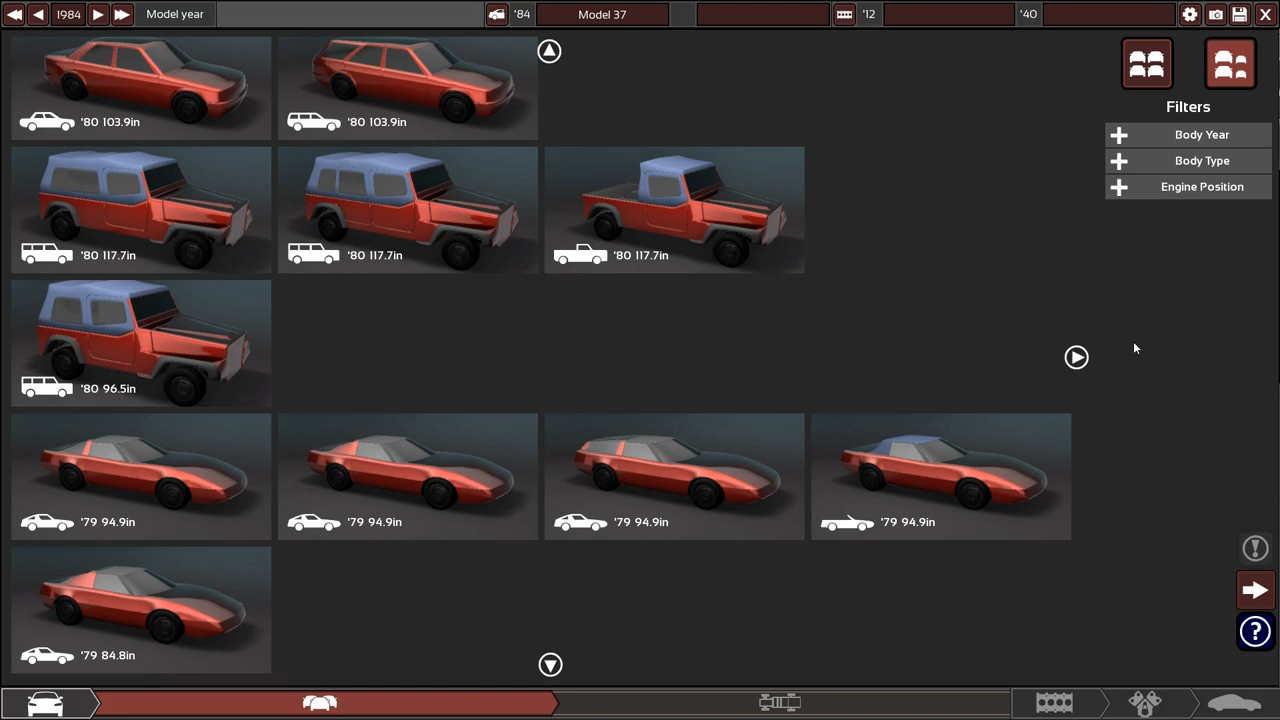 1984 Model year '84 Model 37 '12 '40
Filters
'80 103.9in '80 103.9in
Body Year
Body Type
Engine Position
'80 117.7in '80 117.7in '80 117.7in
'80 96.5in
'79 94.9in '79 94.9in '79 94.9in '79 94.9in
'79 84.8in